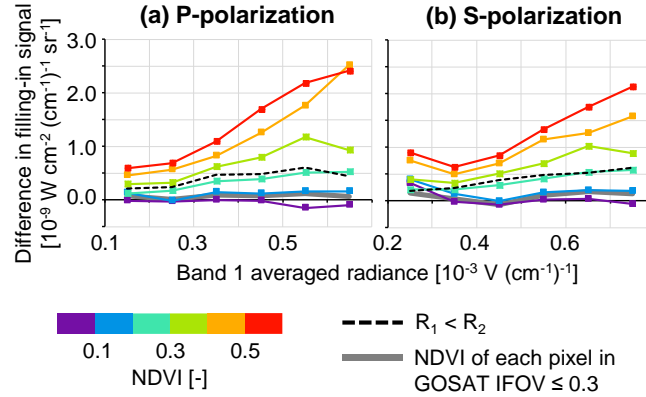 (a) P-polarization
(b) S-polarization
Difference in filling-in signal
[10⁻⁹ W cm⁻² (cm⁻¹)⁻¹ sr⁻¹]
3.0
2.0
1.0
0.0
0.1 0.3 0.5
0.2 0.4 0.6
Band 1 averaged radiance [10⁻³ V (cm⁻¹)⁻¹]
0.1 0.3 0.5
NDVI [-]
R₁ < R₂
NDVI of each pixel in
GOSAT IFOV ≤ 0.3